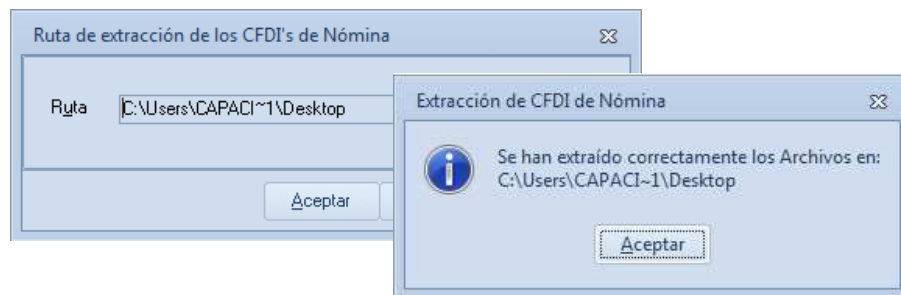 Ruta de extracción de los CFDI's de Nómina
Ruta C:\Users\CAPACI~1\Desktop
Aceptar
Extracción de CFDI de Nómina
Se han extraído correctamente los Archivos en:
C:\Users\CAPACI~1\Desktop
Aceptar